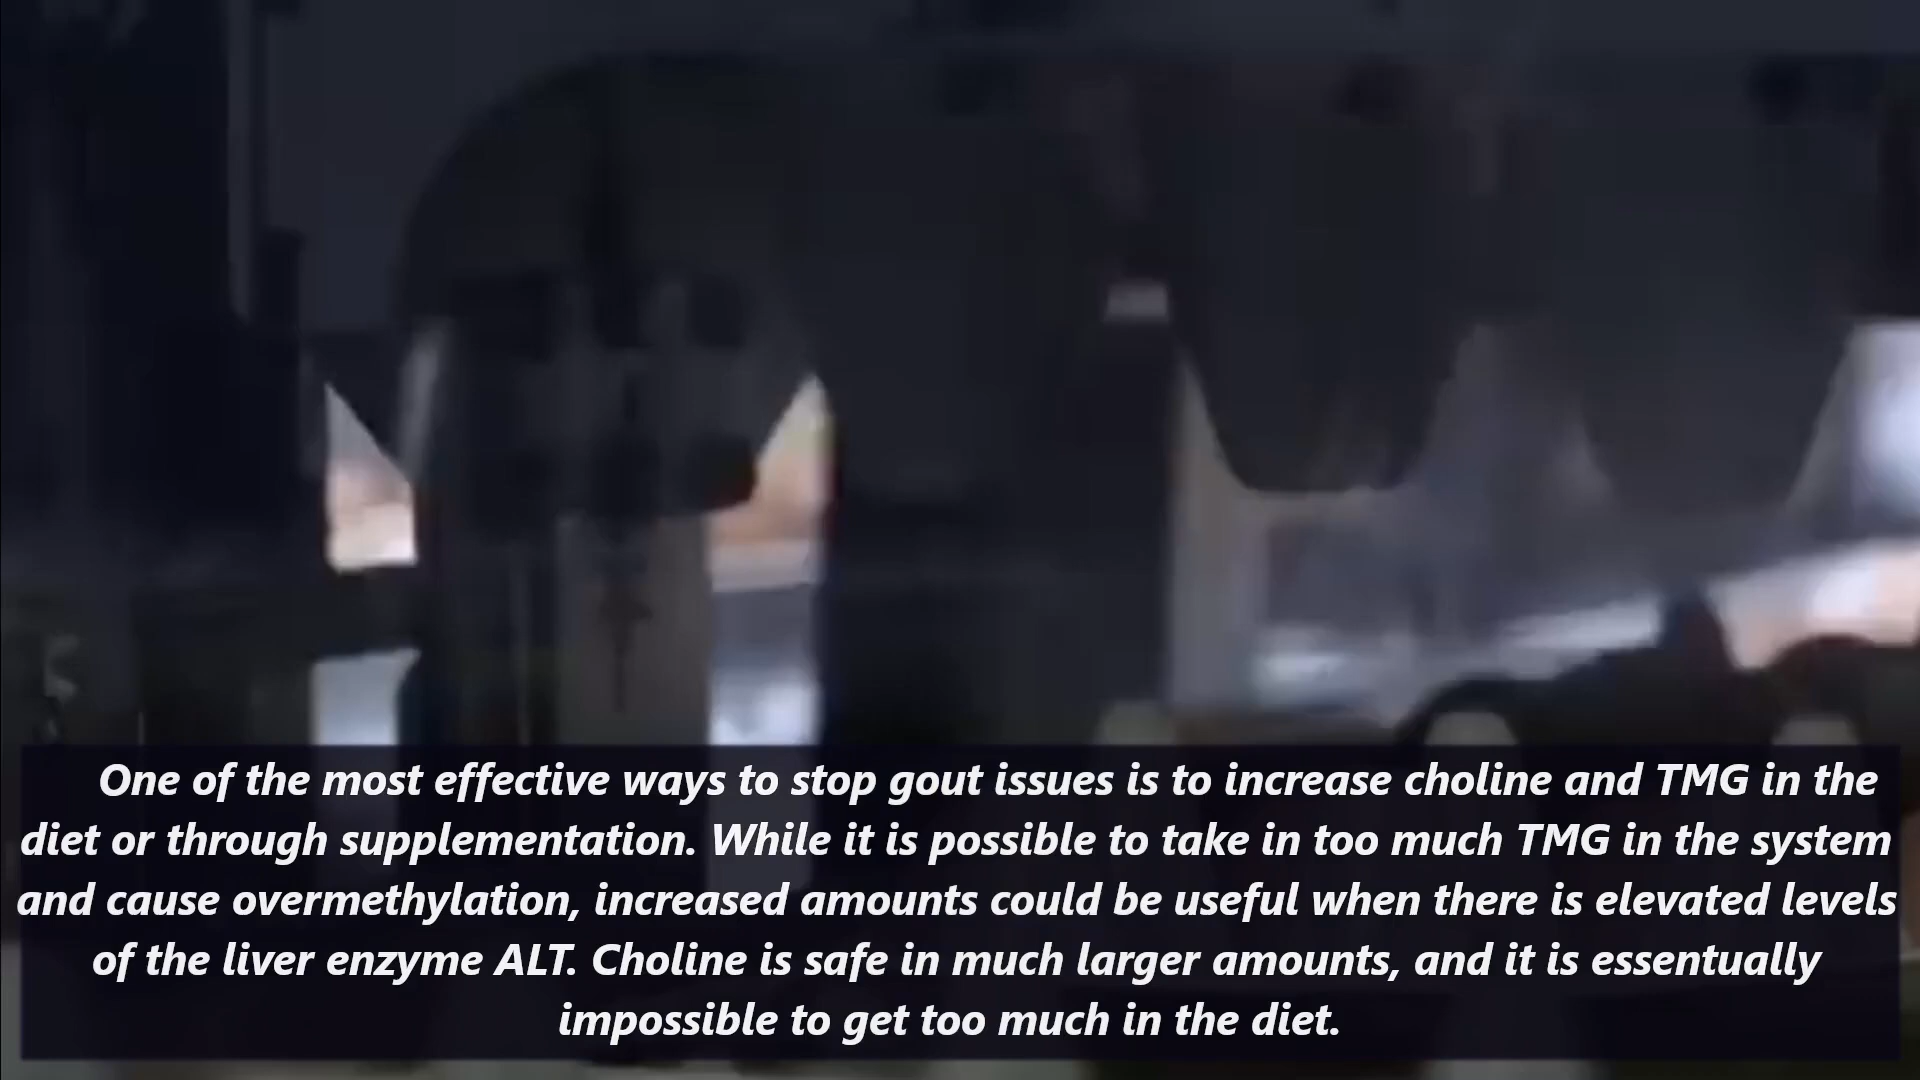 One of the most effective ways to stop gout issues is to increase choline and TMG in the
diet or through supplementation. While it is possible to take in too much TMG in the system
and cause overmethylation, increased amounts could be useful when there is elevated levels
of the liver enzyme ALT. Choline is safe in much larger amounts, and it is essentually
impossible to get too much in the diet.